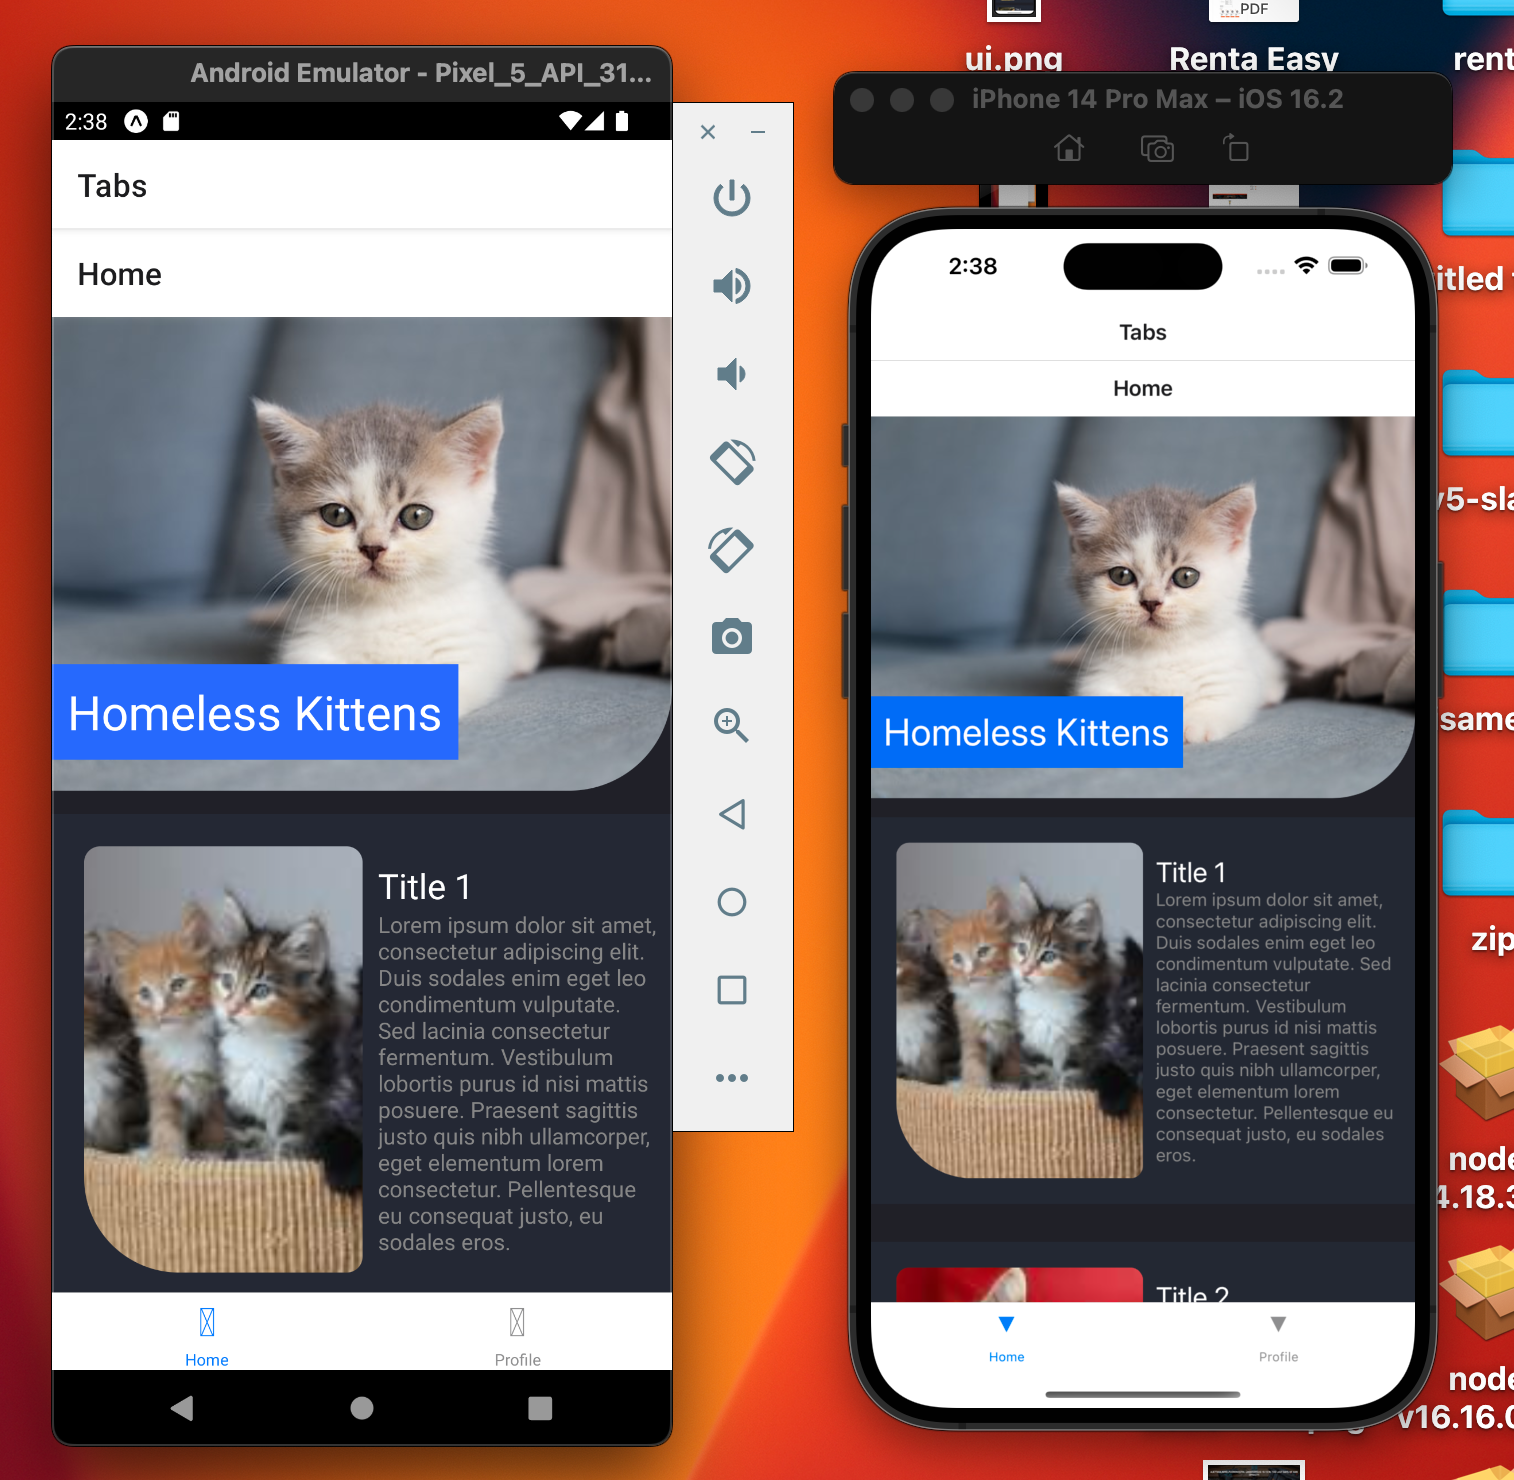 PDF
ui.png
Renta Easy
Android Emulator - Pixel_5_API_31...
2:38
Tabs
Home
Homeless Kittens
Title 1
Lorem ipsum dolor sit amet,
consectetur adipiscing elit.
Duis sodales enim eget leo
condimentum vulputate.
Sed lacinia consectetur
fermentum. Vestibulum
lobortis purus id nisi mattis
posuere. Praesent sagittis
justo quis nibh ullamcorper,
eget elementum lorem
consectetur. Pellentesque
eu consequat justo, eu
sodales eros.
Home
Profile
iPhone 14 Pro Max – iOS 16.2
2:38
Tabs
Home
Homeless Kittens
Title 1
Lorem ipsum dolor sit amet,
consectetur adipiscing elit.
Duis sodales enim eget leo
condimentum vulputate. Sed
lacinia consectetur
fermentum. Vestibulum
lobortis purus id nisi mattis
posuere. Praesent sagittis
justo quis nibh ullamcorper,
eget elementum lorem
consectetur. Pellentesque eu
consequat justo, eu sodales
eros.
Title 2
Home
Profile
rent
itled
v5-sla
same
zip
node
4.18.3
node
v16.16.0